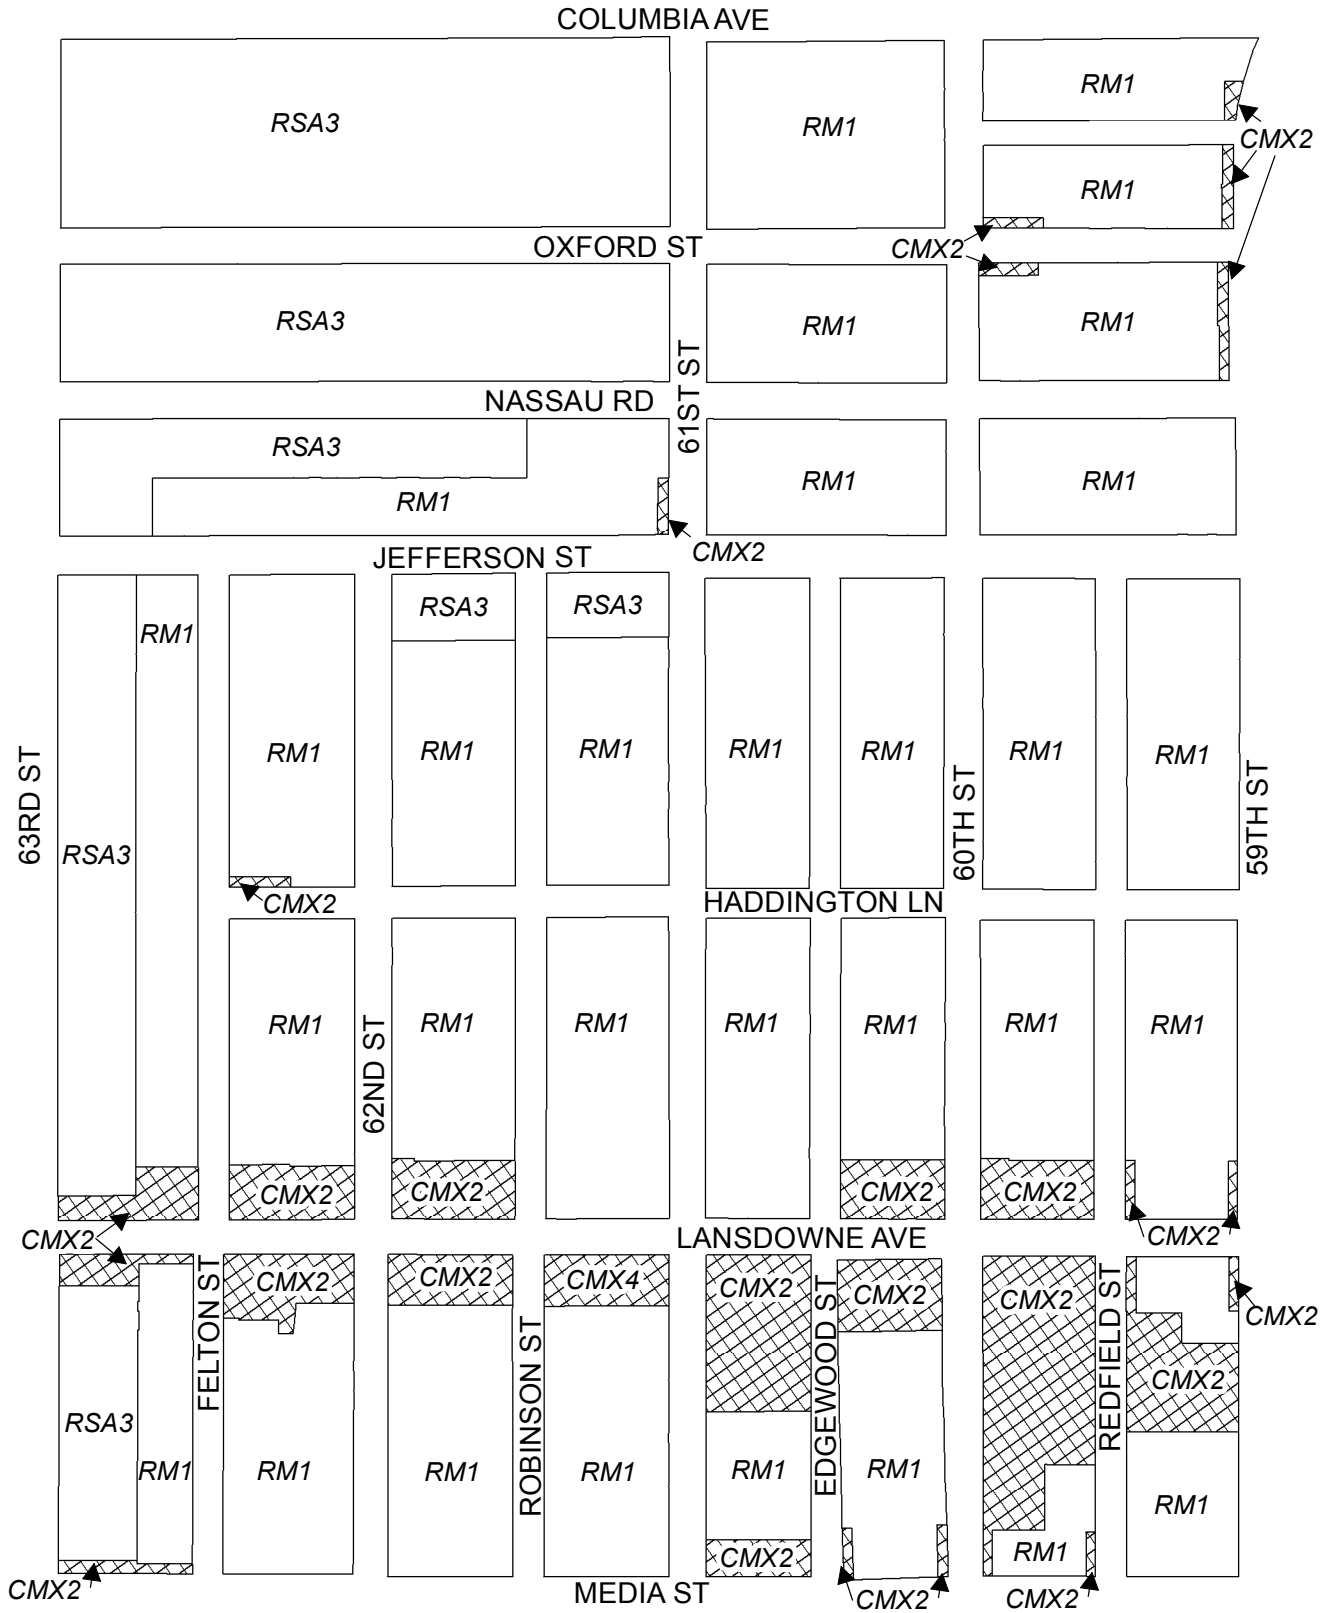 COLUMBIA AVE
RSA3
RM1
RM1
CMX2
RM1
OXFORD ST
CMX2
RSA3
RM1
RM1
61ST ST
NASSAU RD
RSA3
RM1
RM1
RM1
CMX2
JEFFERSON ST
RSA3
RSA3
RM1
RM1
RM1
RM1
RM1
RM1
RM1
RM1
63RD ST
60TH ST
59TH ST
RSA3
CMX2
HADDINGTON LN
RM1
RM1
RM1
RM1
RM1
RM1
RM1
62ND ST
CMX2
CMX2
CMX2
CMX2
CMX2
LANSDOWNE AVE
CMX2
FELTON ST
CMX2
CMX2
CMX4
CMX2
EDGEWOOD ST
CMX2
CMX2
REDFIELD ST
CMX2
ROBINSON ST
CMX2
RSA3
RM1
RM1
RM1
RM1
RM1
RM1
RM1
RM1
CMX2
CMX2
MEDIA ST
CMX2
CMX2